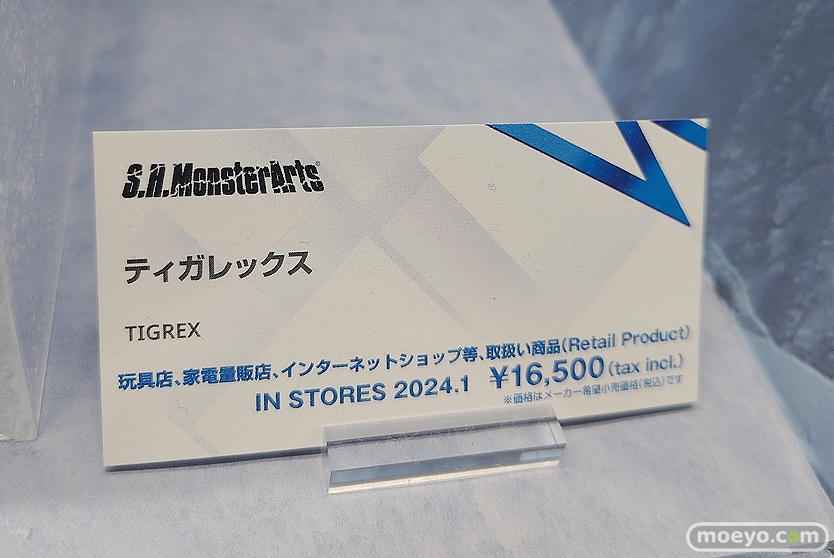 S.H.MonsterArts
ティガレックス
TIGREX
玩具店、家電量販店、インターネットショップ等、取扱い商品(Retail Product)
IN STORES 2024.1 ¥16,500(tax incl.)
※価格はメーカー希望小売価格(税込)です
moeyo.com